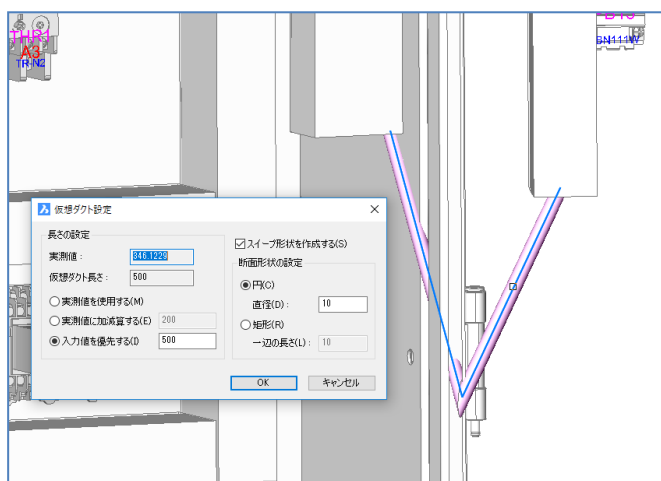 THR1
A3
TR-N2
SN111W
仮想ダクト設定
長さの設定
実測値： 846.1229
仮想ダクト長さ： 500
実測値を使用する(M)
実測値に加減算する(E) 200
入力値を優先する(I) 500
スイープ形状を作成する(S)
断面形状の設定
円(C)
直径(D)： 10
矩形(R)
一辺の長さ(L)： 10
OK キャンセル